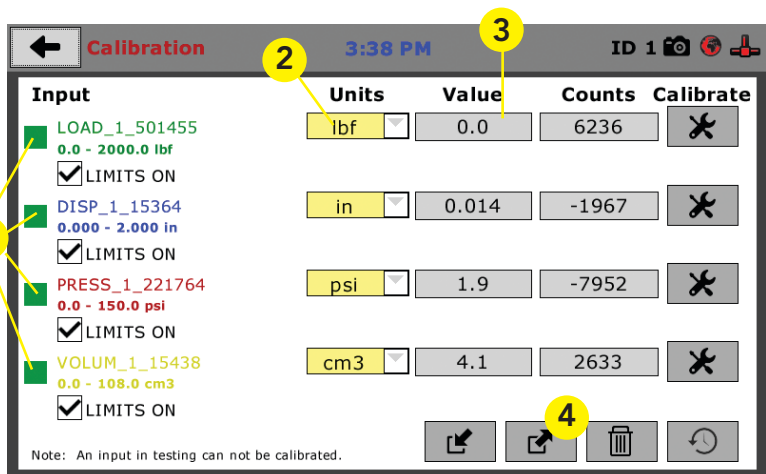 3
2
Calibration 3:38 PM ID 1
Input Units Value Counts Calibrate
LOAD_1_501455 lbf 0.0 6236
0.0 - 2000.0 lbf
LIMITS ON
DISP_1_15364 in 0.014 -1967
0.000 - 2.000 in
LIMITS ON
PRESS_1_221764 psi 1.9 -7952
0.0 - 150.0 psi
LIMITS ON
VOLUM_1_15438 cm3 4.1 2633
0.0 - 108.0 cm3
LIMITS ON
4
Note: An input in testing can not be calibrated.